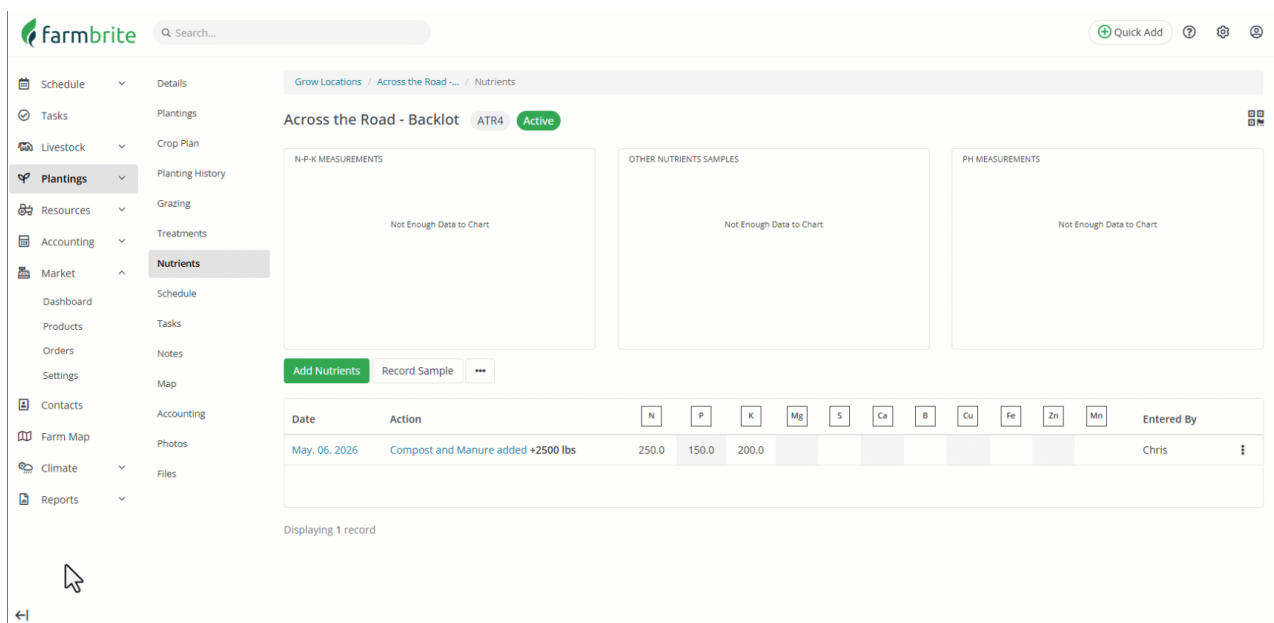 farmbrite
Search...
Quick Add
Schedule
Tasks
Livestock
Plantings
Resources
Accounting
Market
Dashboard
Products
Orders
Settings
Contacts
Farm Map
Climate
Reports
Details
Plantings
Crop Plan
Planting History
Grazing
Treatments
Nutrients
Schedule
Tasks
Notes
Map
Accounting
Photos
Files
Grow Locations / Across the Road -... / Nutrients
Across the Road - Backlot ATR4 Active
N-P-K MEASUREMENTS
Not Enough Data to Chart
OTHER NUTRIENTS SAMPLES
Not Enough Data to Chart
PH MEASUREMENTS
Not Enough Data to Chart
Add Nutrients Record Sample
Date Action N P K Mg S Ca B Cu Fe Zn Mn Entered By
May. 06, 2026 Compost and Manure added +2500 lbs 250.0 150.0 200.0 Chris
Displaying 1 record